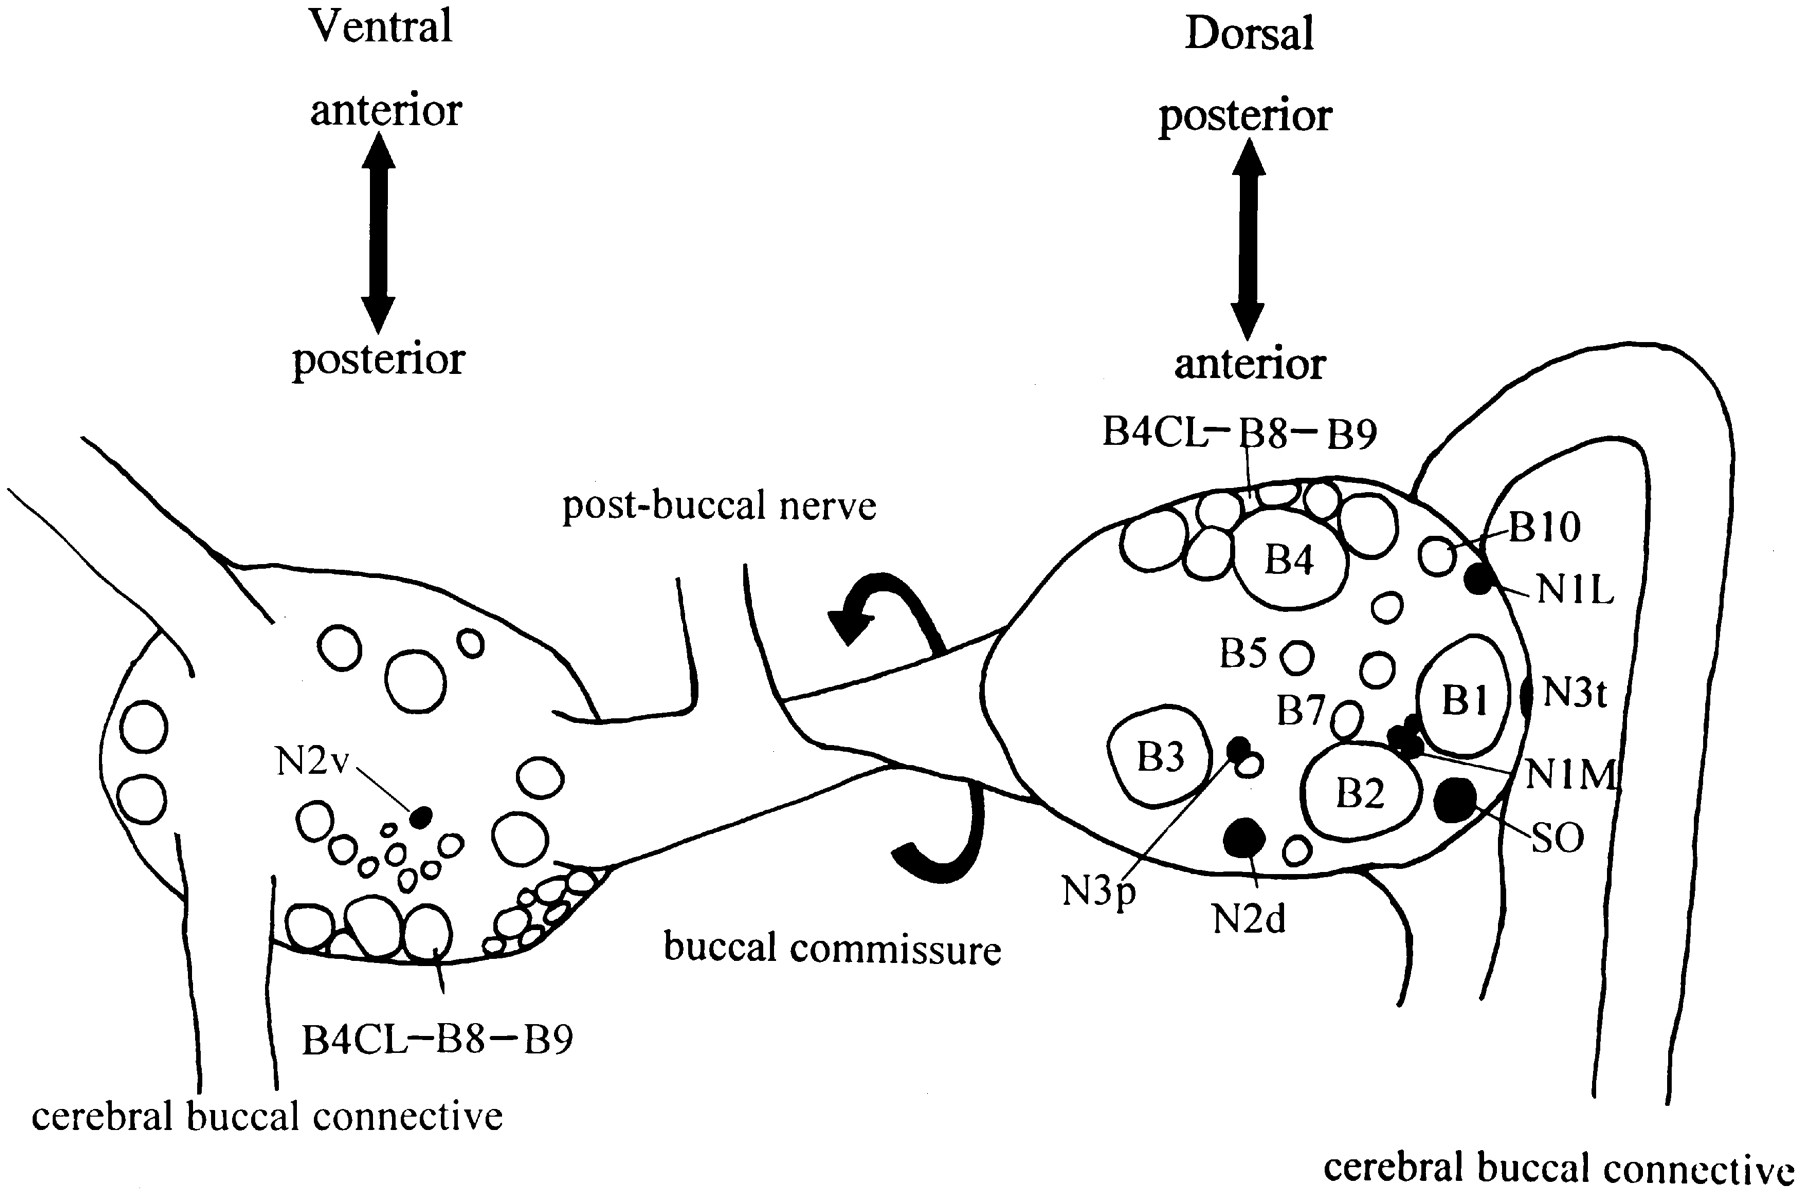 Ventral
anterior
posterior
Dorsal
posterior
anterior
B4CL-B8-B9
post-buccal nerve
B10
B4
N1L
B5
B1
N3t
B7
B3
N2v
B2
N1M
SO
N3p
N2d
buccal commissure
B4CL-B8-B9
cerebral buccal connective
cerebral buccal connective